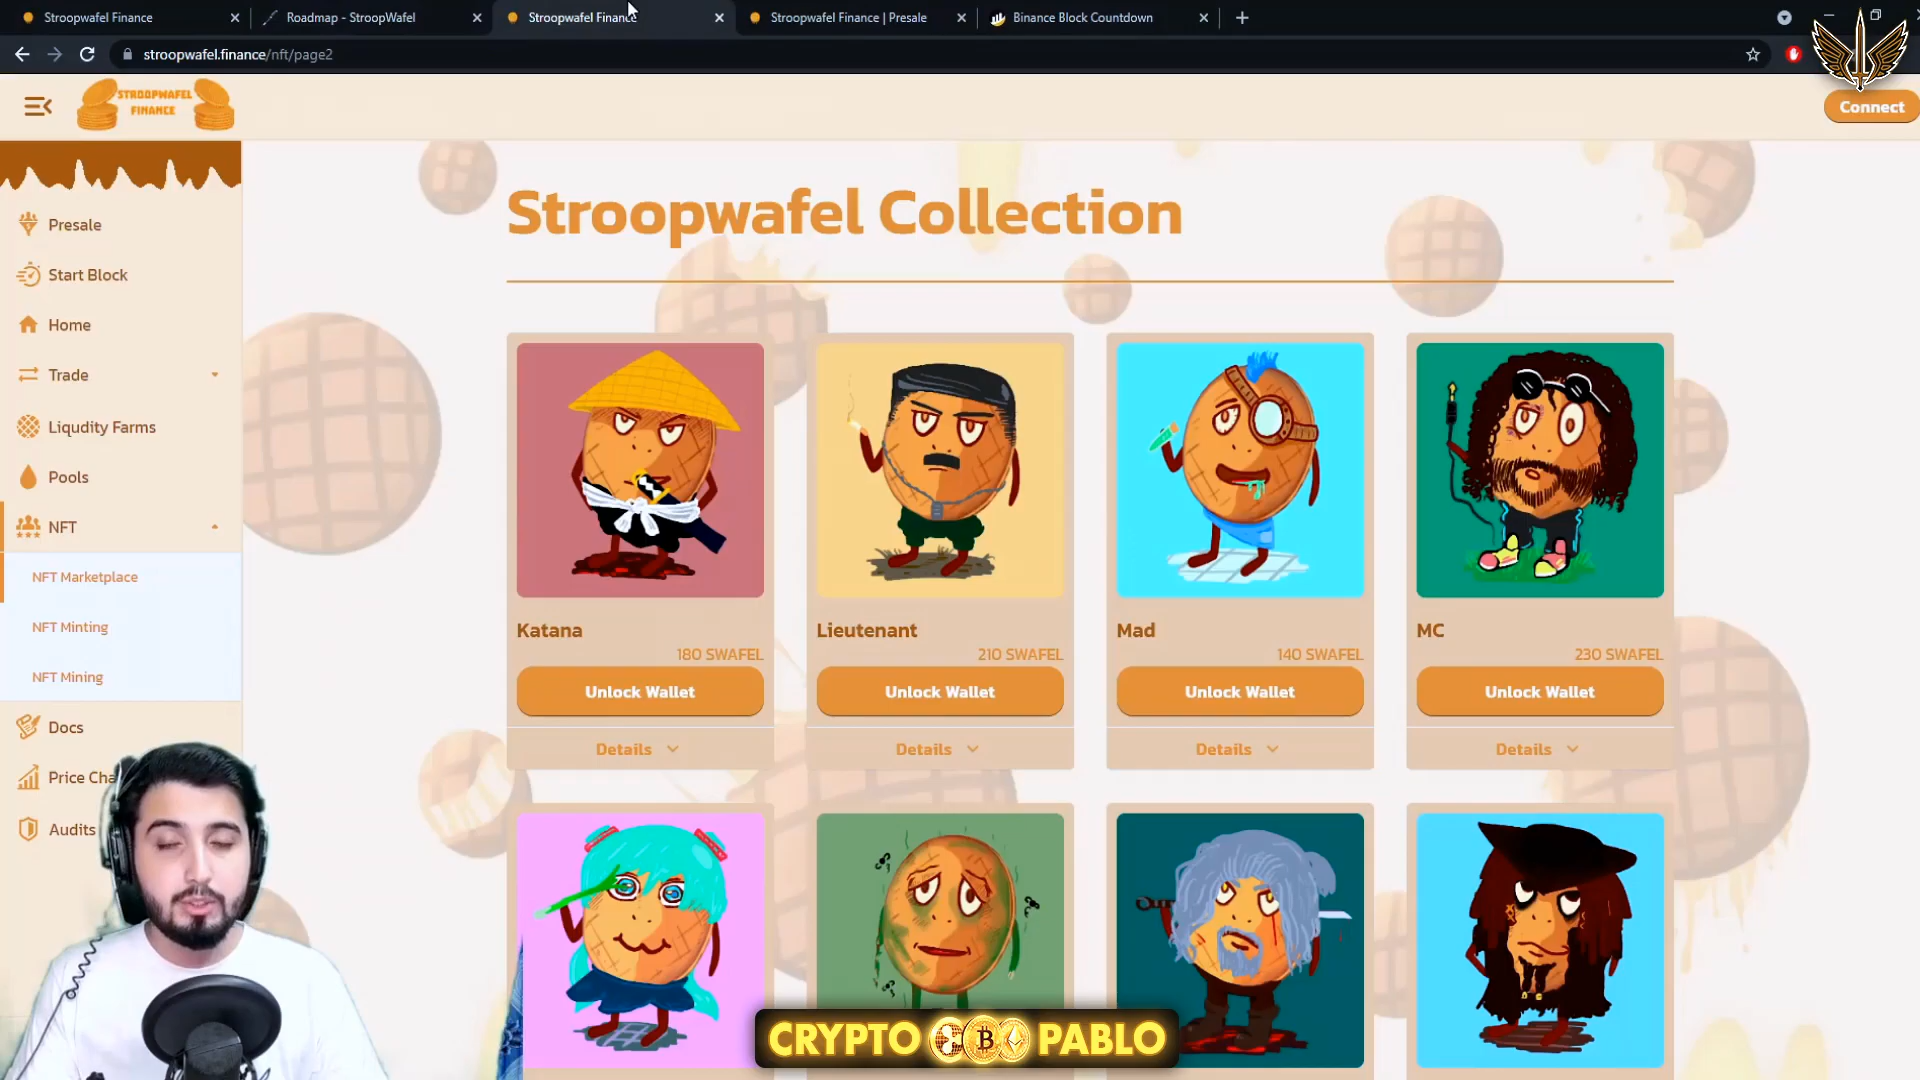 Stroopwafel Finance
Roadmap - StroopWafel
Stroopwafel Finance
Stroopwafel Finance | Presale
Binance Block Countdown
stroopwafel.finance/nft/page2
STROOPWAFEL
FINANCE
Connect
Presale
Start Block
Home
Trade
Liqudity Farms
Pools
NFT
NFT Marketplace
NFT Minting
NFT Mining
Docs
Price Cha
Audits
Stroopwafel Collection
Katana
180 SWAFEL
Unlock Wallet
Details
Lieutenant
210 SWAFEL
Unlock Wallet
Details
Mad
140 SWAFEL
Unlock Wallet
Details
MC
230 SWAFEL
Unlock Wallet
Details
CRYPTO PABLO